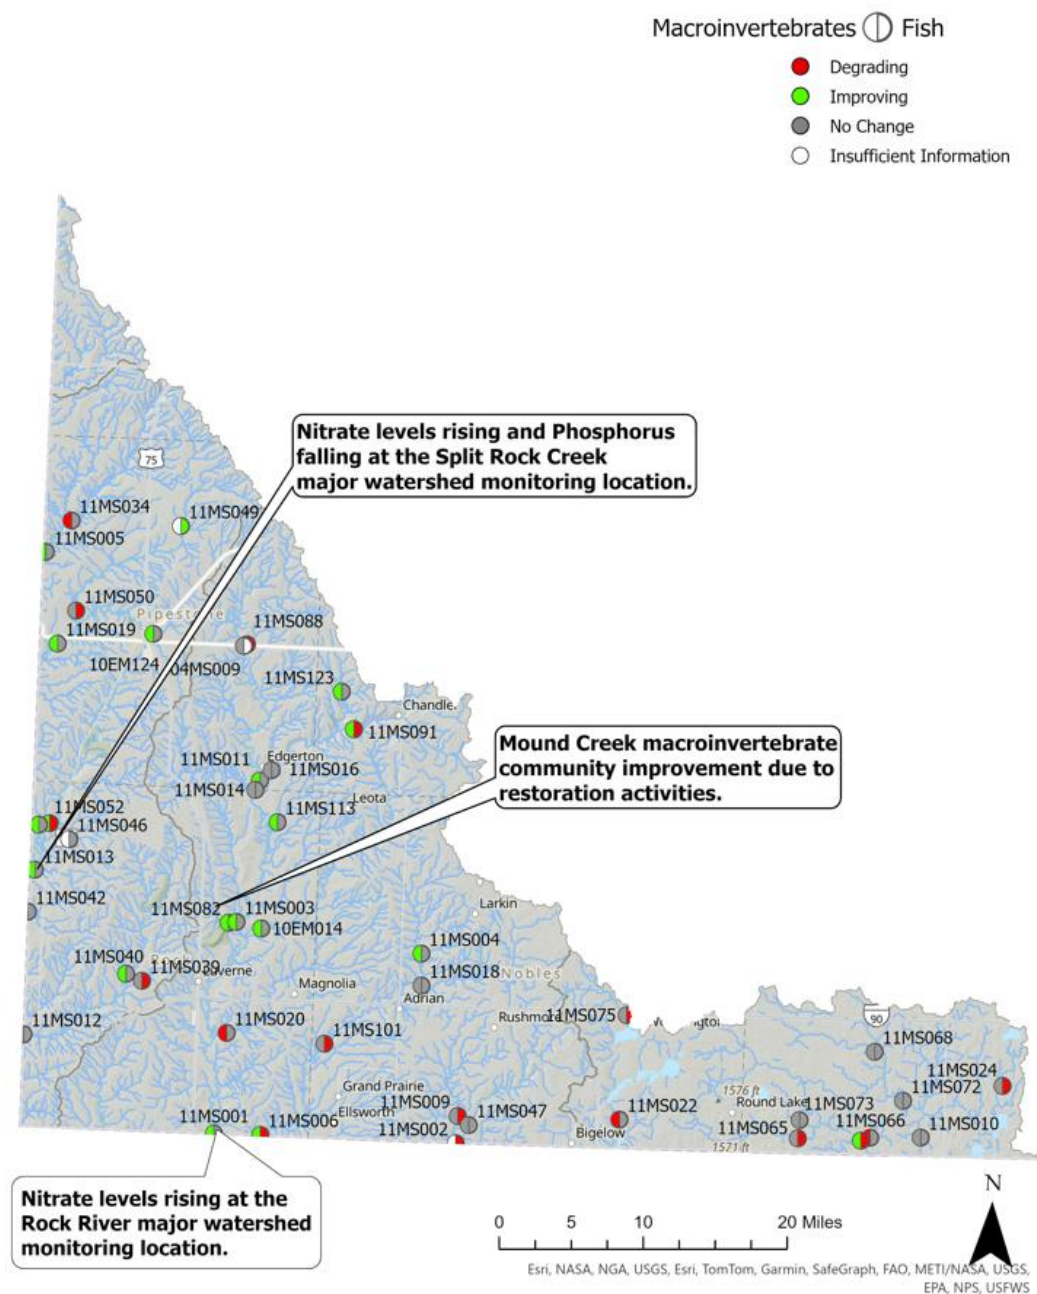 Macroinvertebrates Fish
Degrading
Improving
No Change
Insufficient Information
Nitrate levels rising and Phosphorus
falling at the Split Rock Creek
major watershed monitoring location.
75
11MS034
11MS049
11MS005
11MS050
Pipestone
11MS019
11MS088
10EM124
04MS009
11MS123
Chandle
11MS091
Mound Creek macroinvertebrate
community improvement due to
restoration activities.
11MS011
Edgerton
11MS016
11MS014
Leota
11MS052
11MS113
11MS046
11MS013
11MS042
11MS082
11MS003
Larkin
10EM014
11MS040
11MS004
11MS039
11MS018
Nobles
Magnolia
Adrian
11MS012
11MS020
11MS101
Rushmore
11MS075
90
11MS068
11MS024
11MS072
Grand Prairie
1576 ft
Ellsworth
11MS009
11MS047
11MS022
Round Lake
11MS073
11MS001
11MS006
11MS002
Bigelow
11MS065
11MS066
11MS010
1571 ft
Nitrate levels rising at the
Rock River major watershed
monitoring location.
N
0 5 10 20 Miles
Esri, NASA, NGA, USGS, Esri, TomTom, Garmin, SafeGraph, FAO, METI/NASA, USGS,
EPA, NPS, USFWS